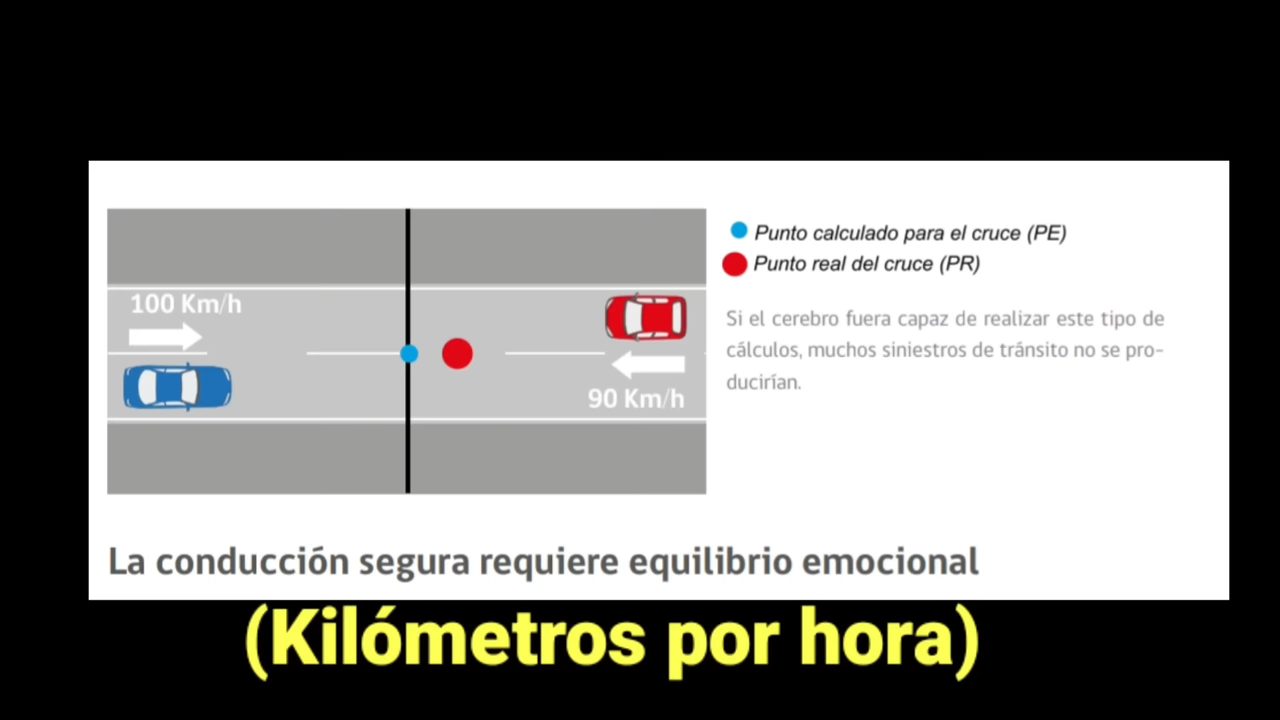 Punto calculado para el cruce (PE)
Punto real del cruce (PR)
100 Km/h
90 Km/h
Si el cerebro fuera capaz de realizar este tipo de
cálculos, muchos siniestros de tránsito no se pro-
ducirían.
La conducción segura requiere equilibrio emocional
(Kilómetros por hora)